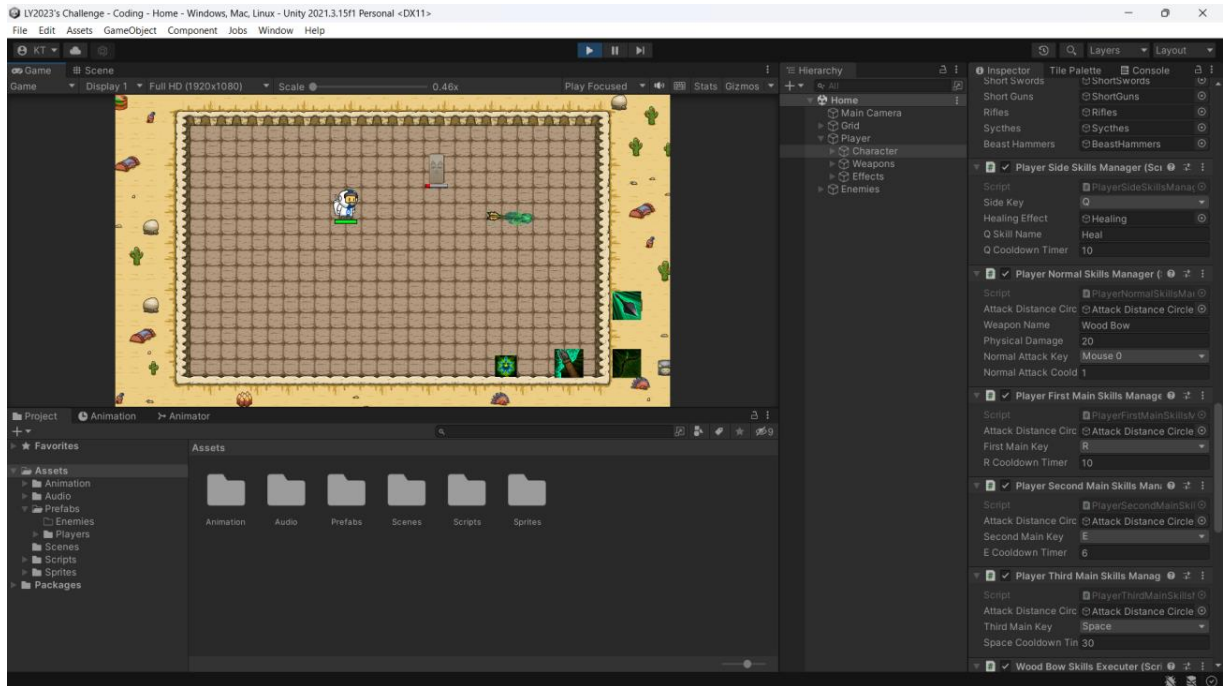 LY2023's Challenge - Coding - Home - Windows, Mac, Linux - Unity 2021.3.15f1 Personal <DX11>
File Edit Assets GameObject Component Jobs Window Help
KT
Layers Layout
Game Scene
Game Display 1 Full HD (1920x1080) Scale 0.46x Play Focused Stats Gizmos
Hierarchy
All
Home
Main Camera
Grid
Player
Character
Weapons
Effects
Enemies
Inspector Tile Palette Console
Short Swords ShortSwords
Short Guns ShortGuns
Rifles Rifles
Sycthes Sycthes
Beast Hammers BeastHammers
Player Side Skills Manager (Scri
Script PlayerSideSkillsManag
Side Key Q
Healing Effect Healing
Q Skill Name Heal
Q Cooldown Timer 10
Player Normal Skills Manager (
Script PlayerNormalSkillsMa
Attack Distance Circ Attack Distance Circle
Weapon Name Wood Bow
Physical Damage 20
Normal Attack Key Mouse 0
Normal Attack Coold 1
Player First Main Skills Manage
Script PlayerFirstMainSkills
Attack Distance Circ Attack Distance Circle
First Main Key R
R Cooldown Timer 10
Player Second Main Skills Mana
Script PlayerSecondMainSkil
Attack Distance Circ Attack Distance Circle
Second Main Key E
E Cooldown Timer 6
Player Third Main Skills Manag
Script PlayerThirdMainSkills
Attack Distance Circ Attack Distance Circle
Third Main Key Space
Space Cooldown Tin 30
Wood Bow Skills Executer (Scri
Project Animation Animator
9
Favorites
Assets
Animation
Audio
Prefabs
Enemies
Players
Scenes
Scripts
Sprites
Packages
Assets
Animation Audio Prefabs Scenes Scripts Sprites